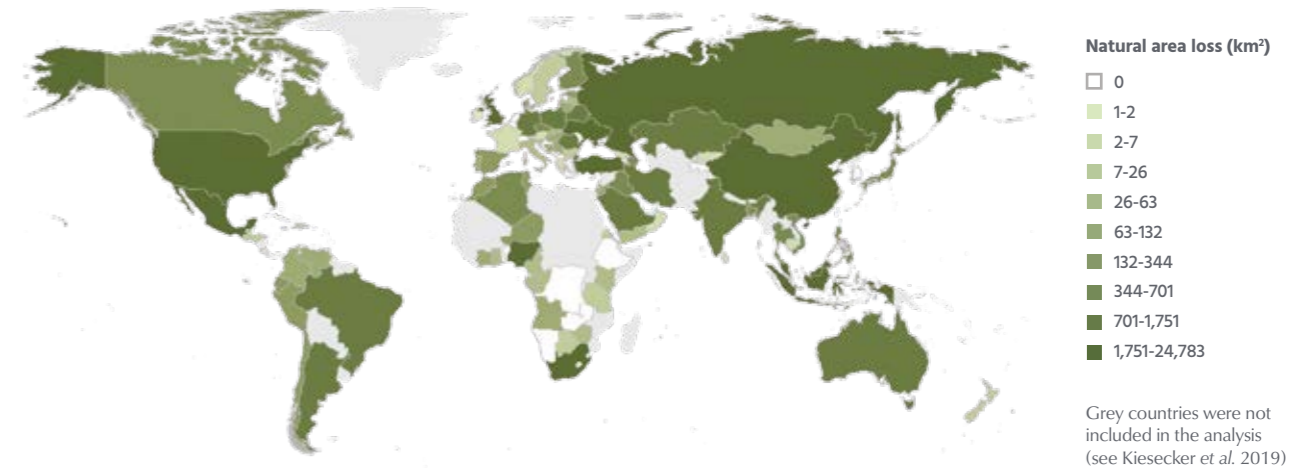 Natural area loss (km²)
0
1-2
2-7
7-26
26-63
63-132
132-344
344-701
701-1,751
1,751-24,783
Grey countries were not
included in the analysis
(see Kiesecker et al. 2019)